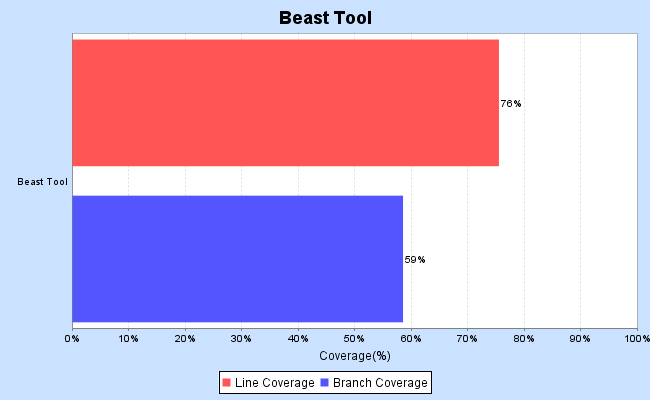 Beast Tool
76%
Beast Tool
59%
0% 10% 20% 30% 40% 50% 60% 70% 80% 90% 100%
Coverage(%)
Line Coverage Branch Coverage